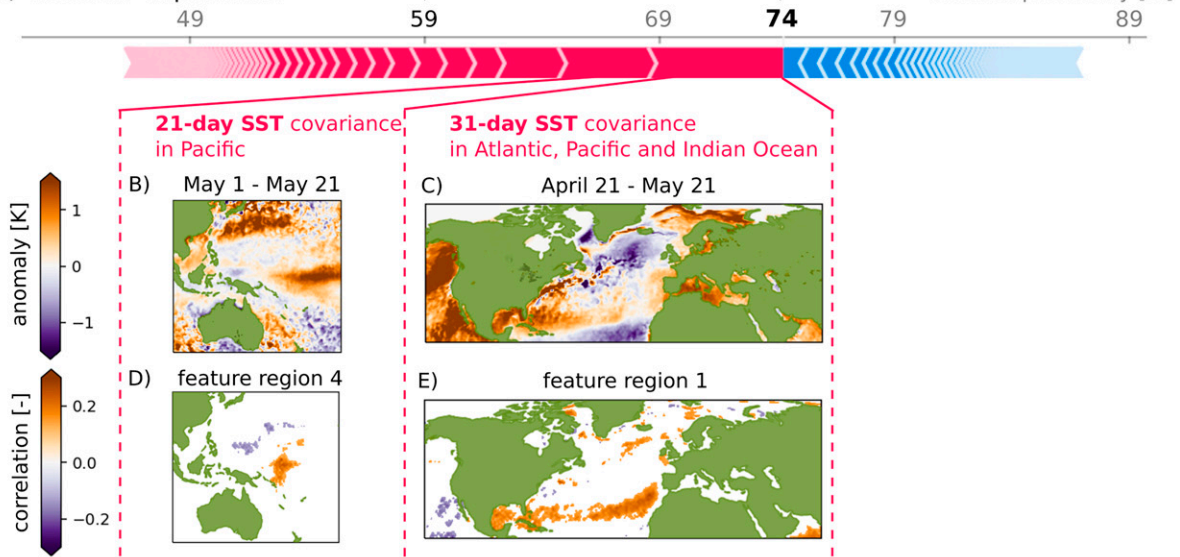 49 59 69 74 79 89
21-day SST covariance
in Pacific
31-day SST covariance
in Atlantic, Pacific and Indian Ocean
B) May 1 - May 21
C) April 21 - May 21
anomaly [K]
1
0
−1
D) feature region 4
E) feature region 1
correlation [-]
0.2
0.0
−0.2